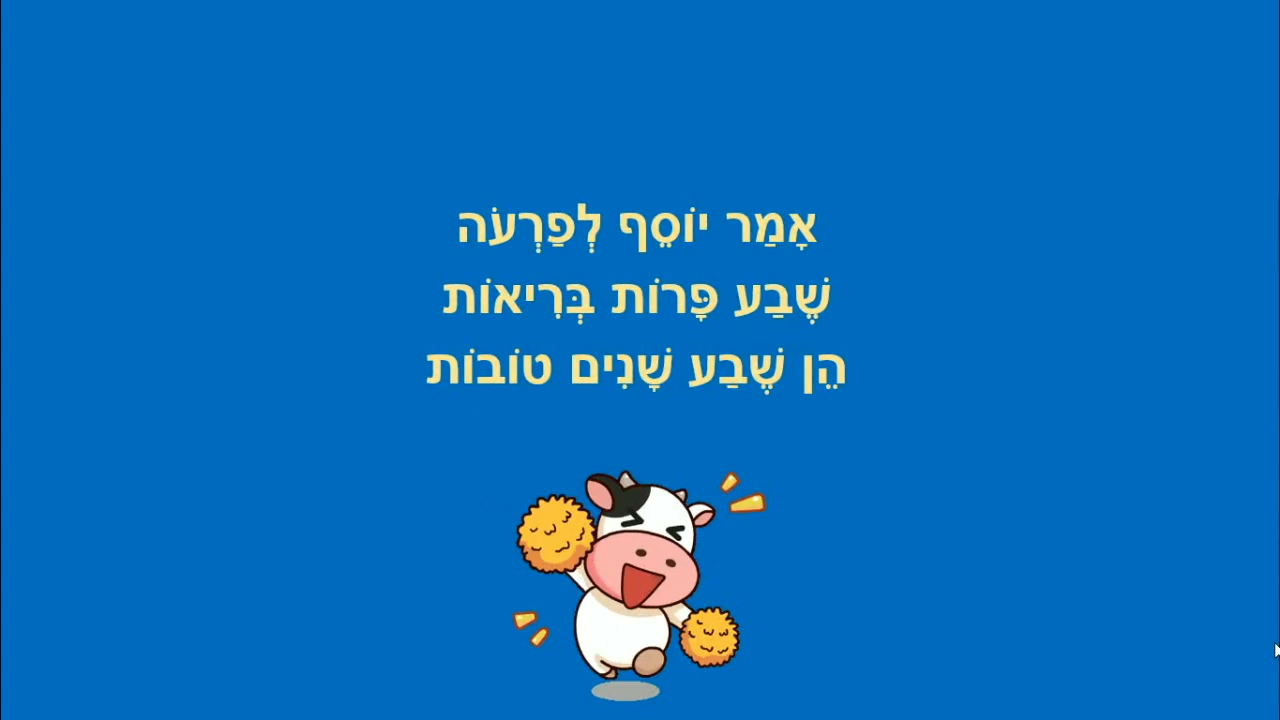 אָמַר יוֹסֵף לְפַרְעֹה
שֶׁבַע פָּרוֹת בְּרִיאוֹת
הֵן שֶׁבַע שָׁנִים טוֹבוֹת